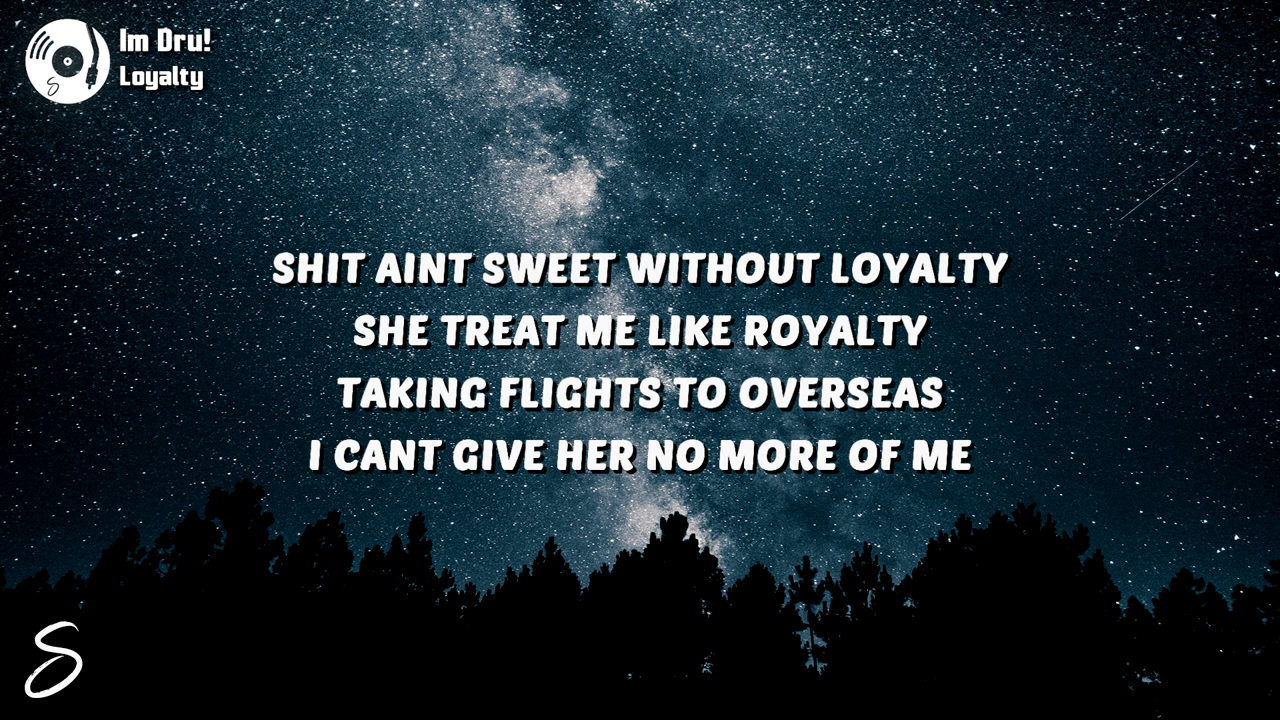 Im Dru!
Loyalty
SHIT AINT SWEET WITHOUT LOYALTY
SHE TREAT ME LIKE ROYALTY
TAKING FLIGHTS TO OVERSEAS
I CANT GIVE HER NO MORE OF ME
S